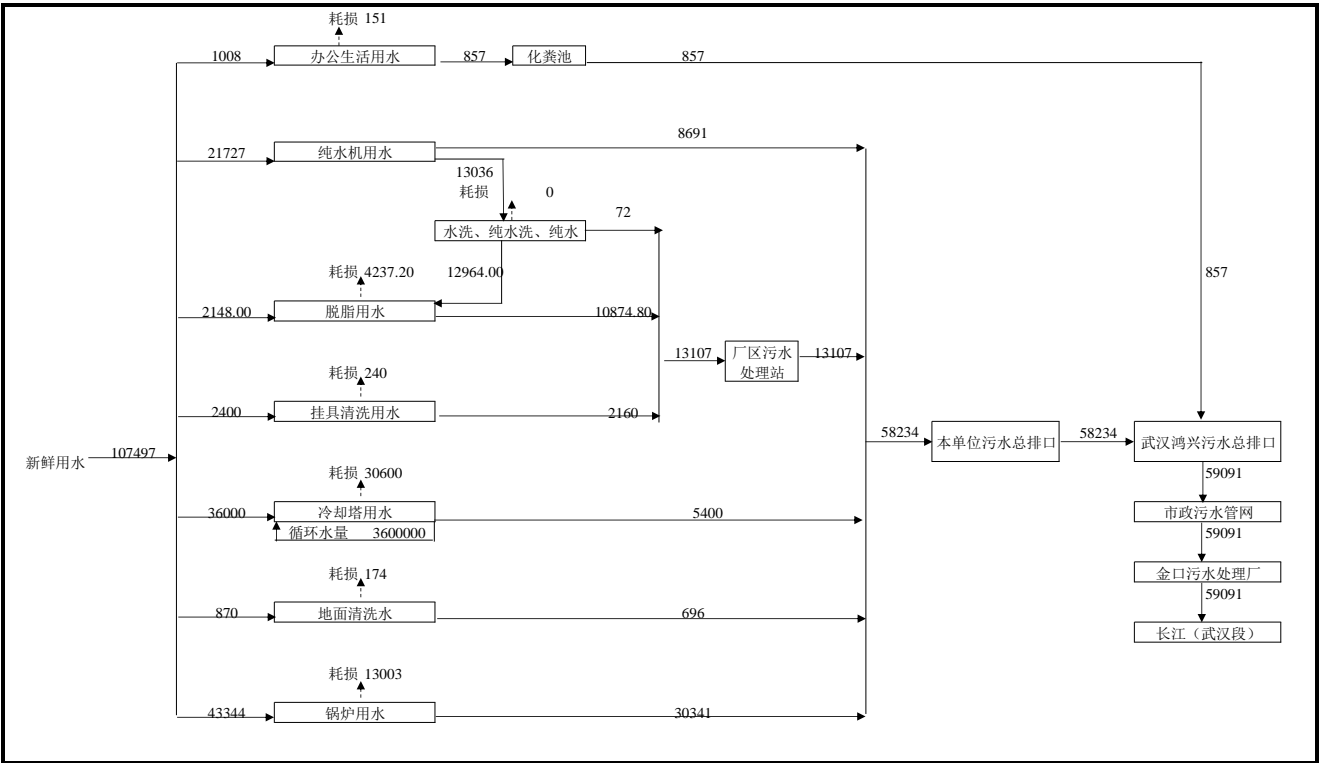 耗损 151
1008
办公生活用水
857
化粪池
857
8691
21727
纯水机用水
13036
耗损 0
72
水洗、纯水洗、纯水
耗损 4237.20
12964.00
857
2148.00
脱脂用水
10874.80
13107
厂区污水
处理站
13107
耗损 240
2400
挂具清洗用水
2160
58234
本单位污水总排口
58234
武汉鸿兴污水总排口
新鲜用水
107497
耗损 30600
59091
36000
冷却塔用水
5400
市政污水管网
循环水量 3600000
59091
耗损 174
金口污水处理厂
59091
870
地面清洗水
696
长江（武汉段）
耗损 13003
43344
锅炉用水
30341